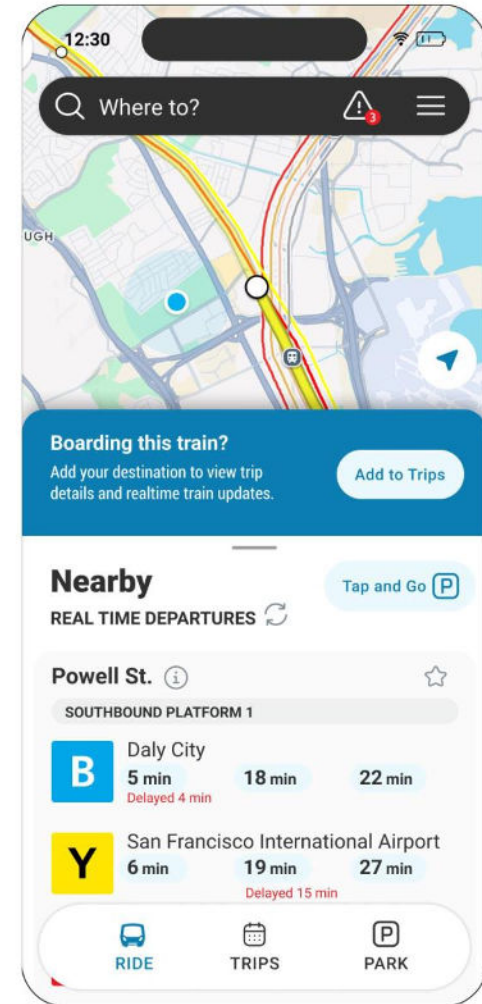 12:30
Where to?
3
UGH
Boarding this train?
Add your destination to view trip
details and realtime train updates.
Add to Trips
Nearby
Tap and Go P
REAL TIME DEPARTURES
Powell St. i
SOUTHBOUND PLATFORM 1
B
Daly City
5 min 18 min 22 min
Delayed 4 min
Y
San Francisco International Airport
6 min 19 min 27 min
Delayed 15 min
P
RIDE TRIPS PARK